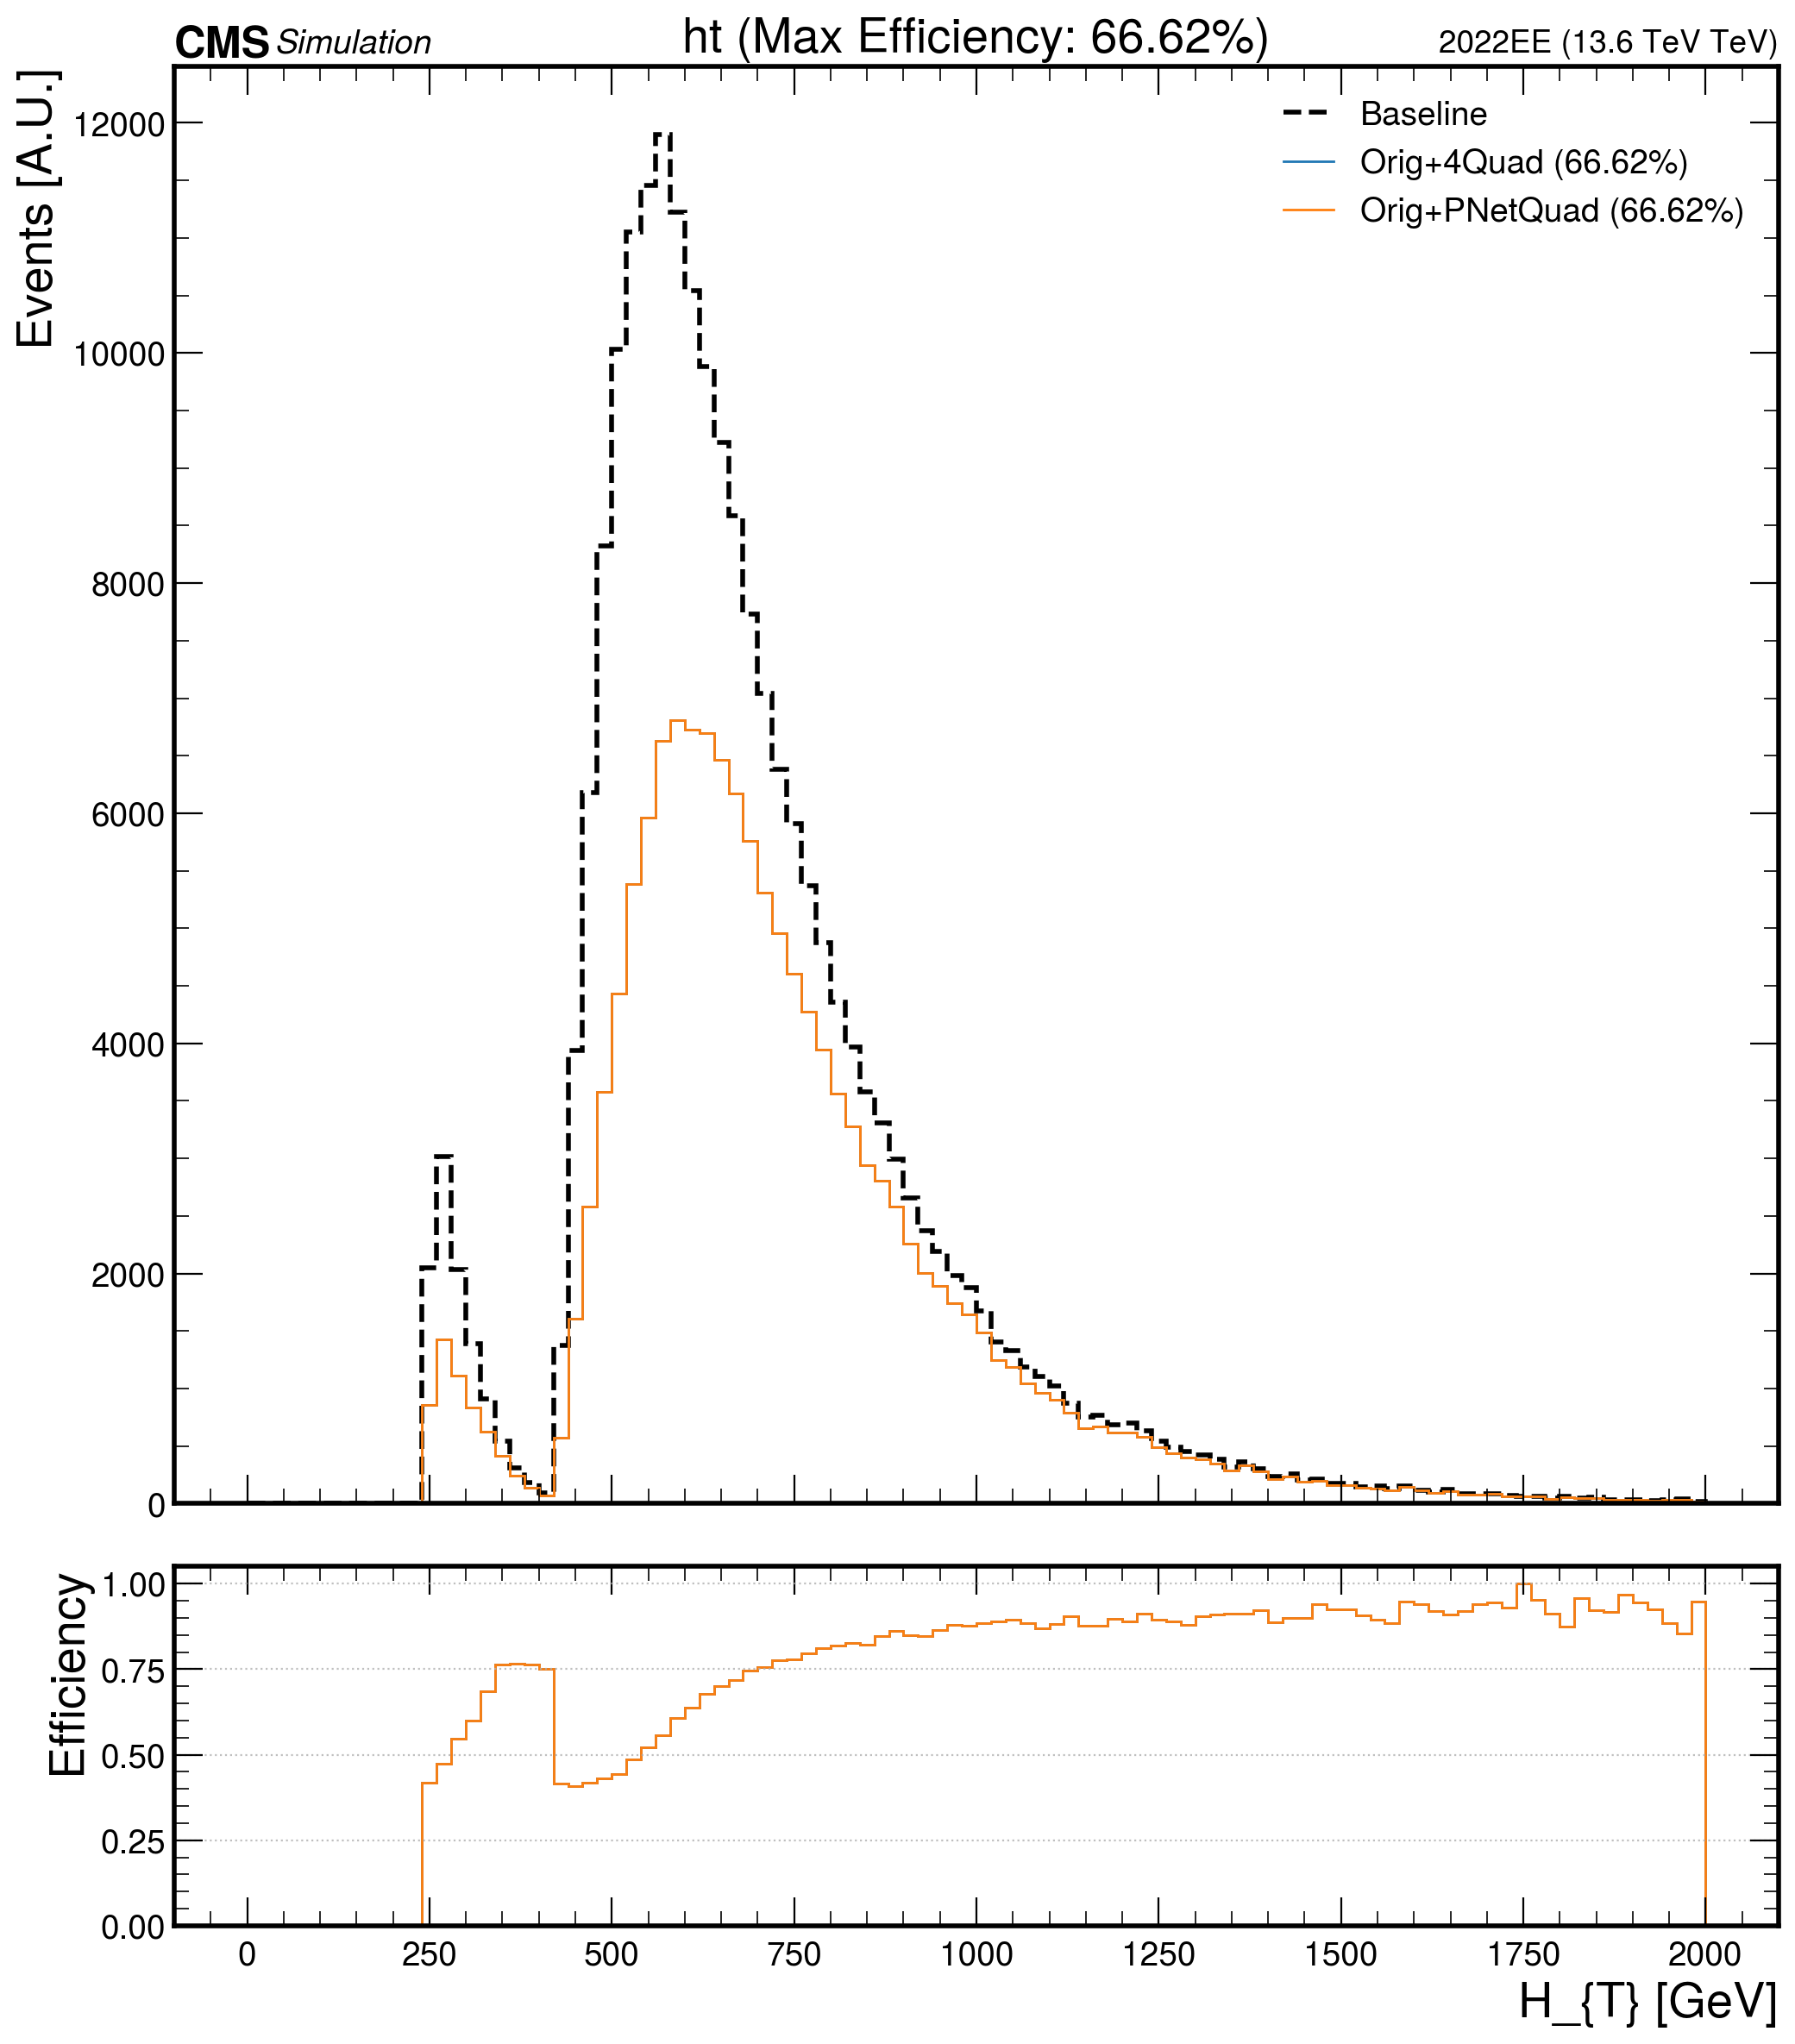 CMS Simulation ht (Max Efficiency: 66.62%) 2022EE (13.6 TeV TeV)
Events [A.U.]
12000
10000
8000
6000
4000
2000
0
Baseline
Orig+4Quad (66.62%)
Orig+PNetQuad (66.62%)
Efficiency
1.00
0.75
0.50
0.25
0.00
0 250 500 750 1000 1250 1500 1750 2000
H_{T} [GeV]